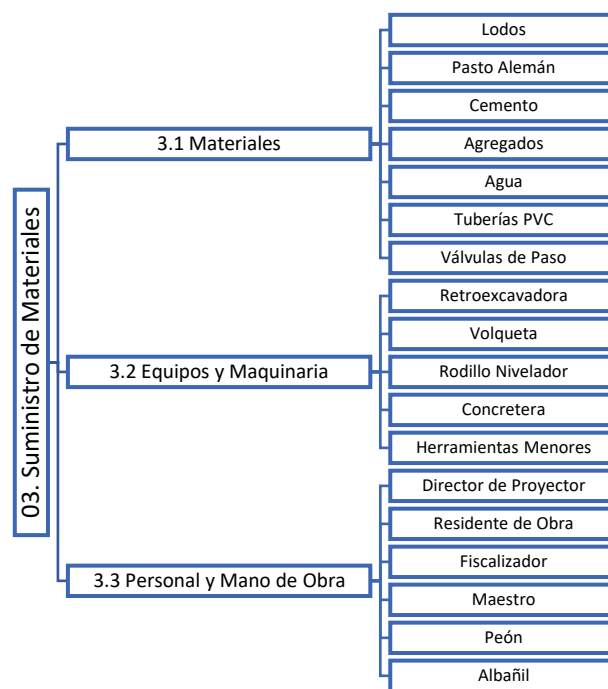 03. Suministro de Materiales
3.1 Materiales
Lodos
Pasto Alemán
Cemento
Agregados
Agua
Tuberías PVC
Válvulas de Paso
3.2 Equipos y Maquinaria
Retroexcavadora
Volqueta
Rodillo Nivelador
Concretera
Herramientas Menores
3.3 Personal y Mano de Obra
Director de Proyector
Residente de Obra
Fiscalizador
Maestro
Peón
Albañil